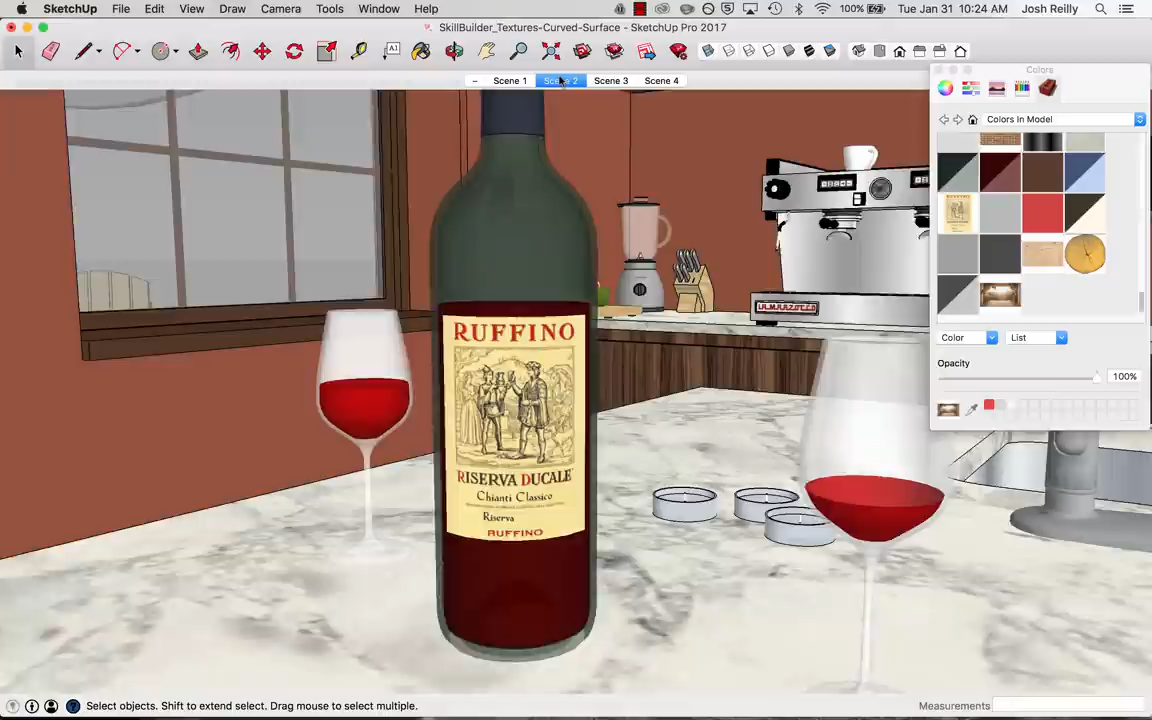 SketchUp File Edit View Draw Camera Tools Window Help 100% Tue Jan 31 10:24 AM Josh Reilly
SkillBuilder_Textures-Curved-Surface - SketchUp Pro 2017
Scene 1 Scene 2 Scene 3 Scene 4
Colors
Colors In Model
Color List
Opacity
100%
RUFFINO
RISERVA DUCALE
Chianti Classico
Riserva
RUFFINO
Select objects. Shift to extend select. Drag mouse to select multiple.
Measurements